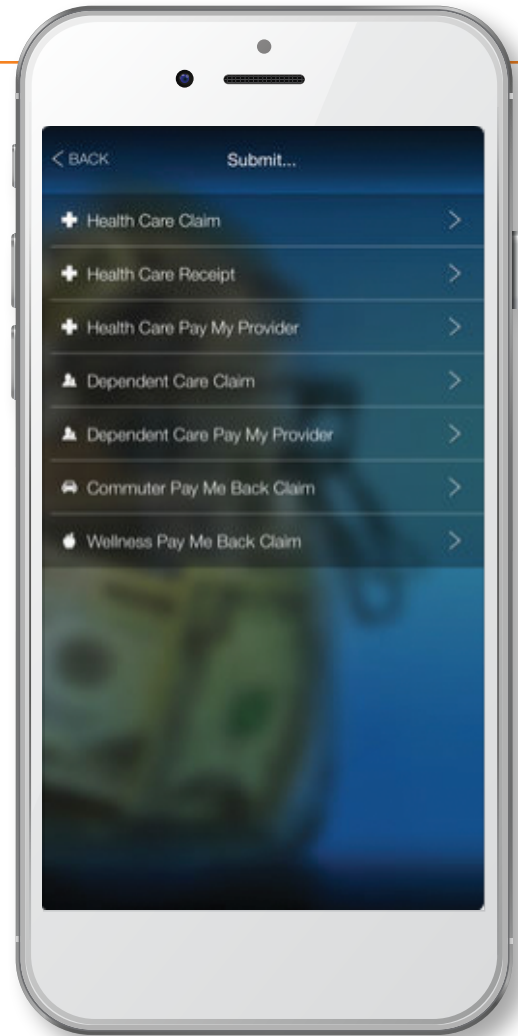 BACK
Submit...
Health Care Claim
Health Care Receipt
Health Care Pay My Provider
Dependent Care Claim
Dependent Care Pay My Provider
Commuter Pay Me Back Claim
Wellness Pay Me Back Claim